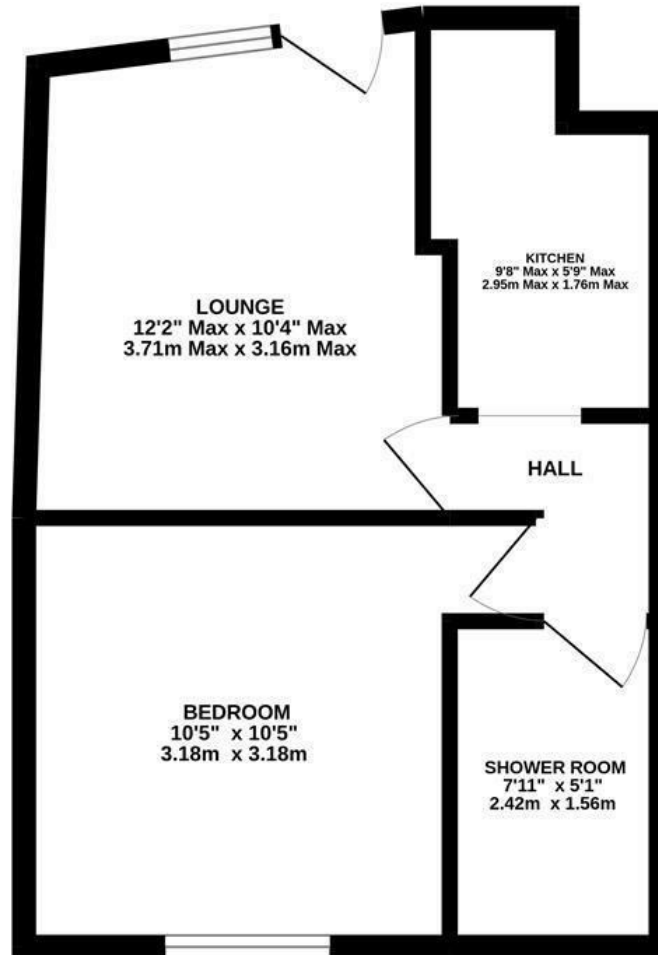 KITCHEN
9'8" Max x 5'9" Max
2.95m Max x 1.76m Max
LOUNGE
12'2" Max x 10'4" Max
3.71m Max x 3.16m Max
HALL
BEDROOM
10'5" x 10'5"
3.18m x 3.18m
SHOWER ROOM
7'11" x 5'1"
2.42m x 1.56m